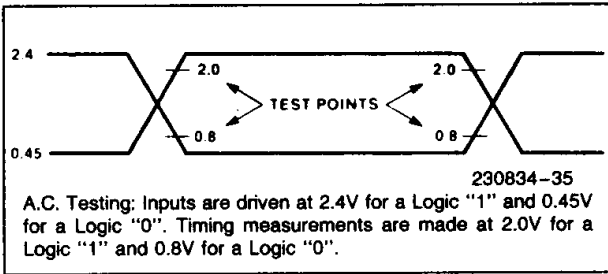 2.4
2.0 2.0
TEST POINTS
0.8 0.8
0.45
230834-35
A.C. Testing: Inputs are driven at 2.4V for a Logic "1" and 0.45V
for a Logic "0". Timing measurements are made at 2.0V for a
Logic "1" and 0.8V for a Logic "0".